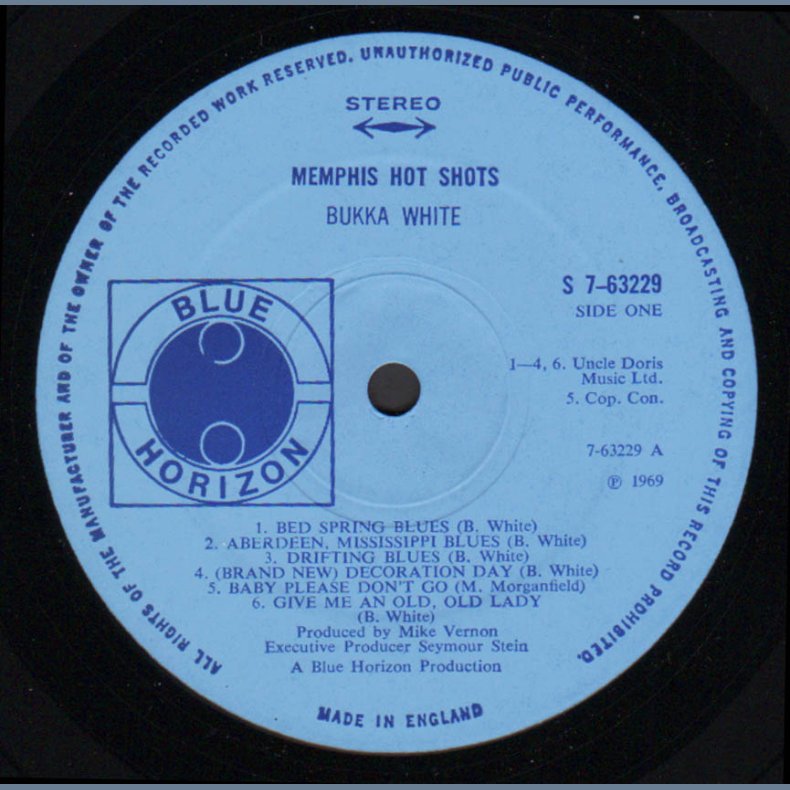 ALL RIGHTS OF THE MANUFACTURER AND OF THE OWNER OF THE RECORDED WORK RESERVED. UNAUTHORIZED PUBLIC PERFORMANCE, BROADCASTING AND COPYING OF THIS RECORD PROHIBITED.
STEREO
MEMPHIS HOT SHOTS
BUKKA WHITE
BLUE
HORIZON
S 7-63229
SIDE ONE
1—4, 6. Uncle Doris
Music Ltd.
5. Cop. Con.
7-63229 A
℗ 1969
1. BED SPRING BLUES (B. White)
2. ABERDEEN, MISSISSIPPI BLUES (B. White)
3. DRIFTING BLUES (B. White)
4. (BRAND NEW) DECORATION DAY (B. White)
5. BABY PLEASE DON'T GO (M. Morganfield)
6. GIVE ME AN OLD, OLD LADY
(B. White)
Produced by Mike Vernon
Executive Producer Seymour Stein
A Blue Horizon Production
MADE IN ENGLAND